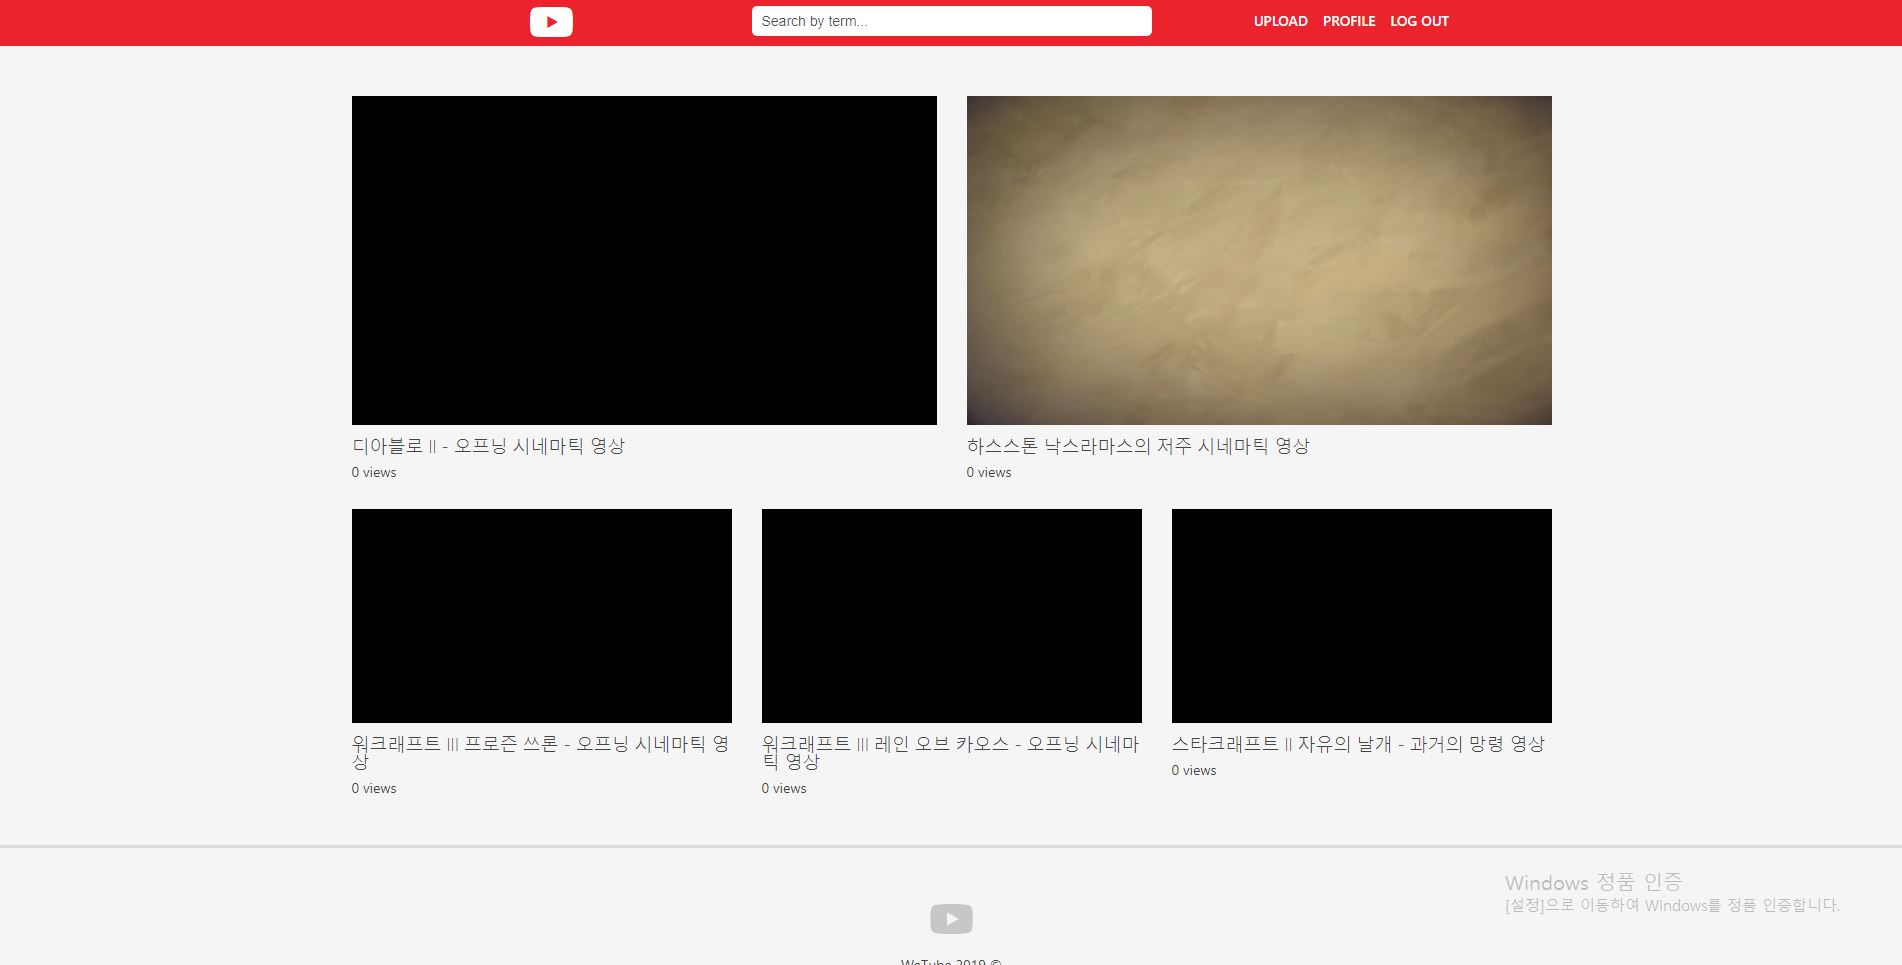 Search by term...
UPLOAD PROFILE LOG OUT
디아블로 II - 오프닝 시네마틱 영상
0 views
하스스톤 낙스라마스의 저주 시네마틱 영상
0 views
워크래프트 III 프로즌 쓰론 - 오프닝 시네마틱 영
상
0 views
워크래프트 III 레인 오브 카오스 - 오프닝 시네마
틱 영상
0 views
스타크래프트 II 자유의 날개 - 과거의 망령 영상
0 views
Windows 정품 인증
[설정]으로 이동하여 Windows를 정품 인증합니다.
WeTube 2019 ©